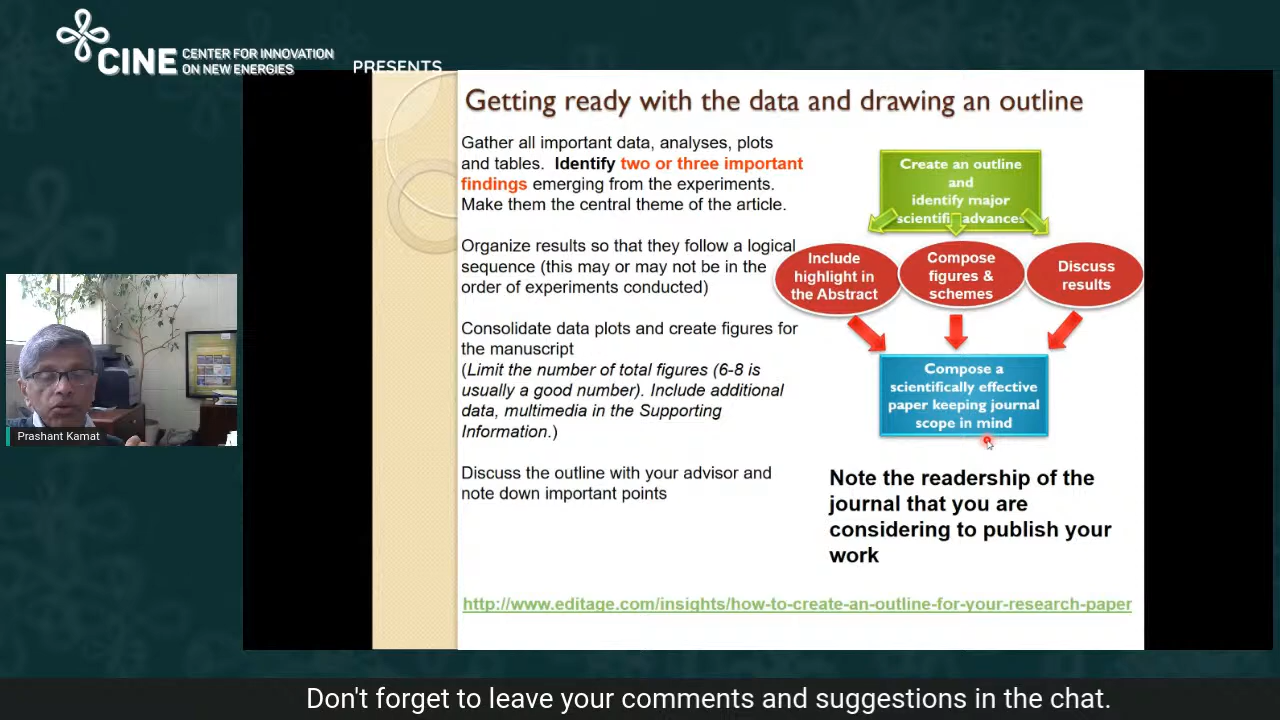 CINE CENTER FOR INNOVATION
ON NEW ENERGIES
PRESENTS
Getting ready with the data and drawing an outline
Gather all important data, analyses, plots
and tables. Identify two or three important
findings emerging from the experiments.
Make them the central theme of the article.
Organize results so that they follow a logical
sequence (this may or may not be in the
order of experiments conducted)
Consolidate data plots and create figures for
the manuscript
(Limit the number of total figures (6-8 is
usually a good number). Include additional
data, multimedia in the Supporting
Information.)
Discuss the outline with your advisor and
note down important points
Create an outline
and
identify major
scientific advances
Include
highlight in
the Abstract
Compose
figures &
schemes
Discuss
results
Compose a
scientifically effective
paper keeping journal
scope in mind
Note the readership of the
journal that you are
considering to publish your
work
http://www.editage.com/insights/how-to-create-an-outline-for-your-research-paper
Prashant Kamat
Don't forget to leave your comments and suggestions in the chat.